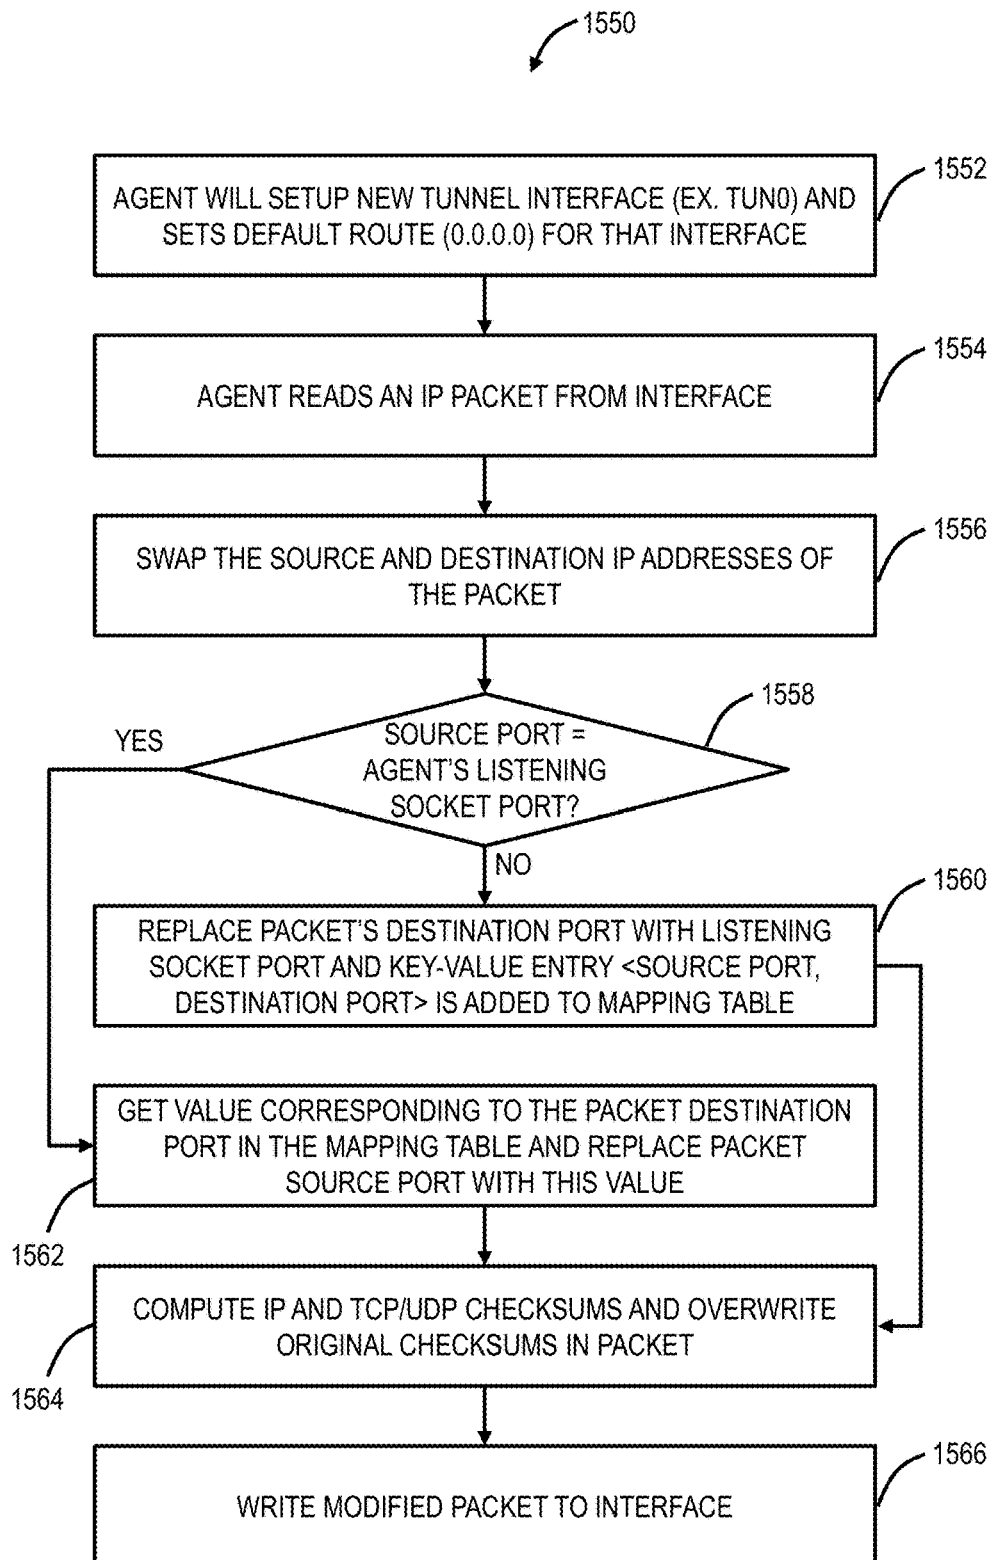 1550
1552
AGENT WILL SETUP NEW TUNNEL INTERFACE (EX. TUN0) AND
SETS DEFAULT ROUTE (0.0.0.0) FOR THAT INTERFACE
1554
AGENT READS AN IP PACKET FROM INTERFACE
1556
SWAP THE SOURCE AND DESTINATION IP ADDRESSES OF
THE PACKET
1558
YES
SOURCE PORT =
AGENT'S LISTENING
SOCKET PORT?
NO
1560
REPLACE PACKET'S DESTINATION PORT WITH LISTENING
SOCKET PORT AND KEY-VALUE ENTRY <SOURCE PORT,
DESTINATION PORT> IS ADDED TO MAPPING TABLE
GET VALUE CORRESPONDING TO THE PACKET DESTINATION
PORT IN THE MAPPING TABLE AND REPLACE PACKET
SOURCE PORT WITH THIS VALUE
1562
COMPUTE IP AND TCP/UDP CHECKSUMS AND OVERWRITE
ORIGINAL CHECKSUMS IN PACKET
1564
1566
WRITE MODIFIED PACKET TO INTERFACE